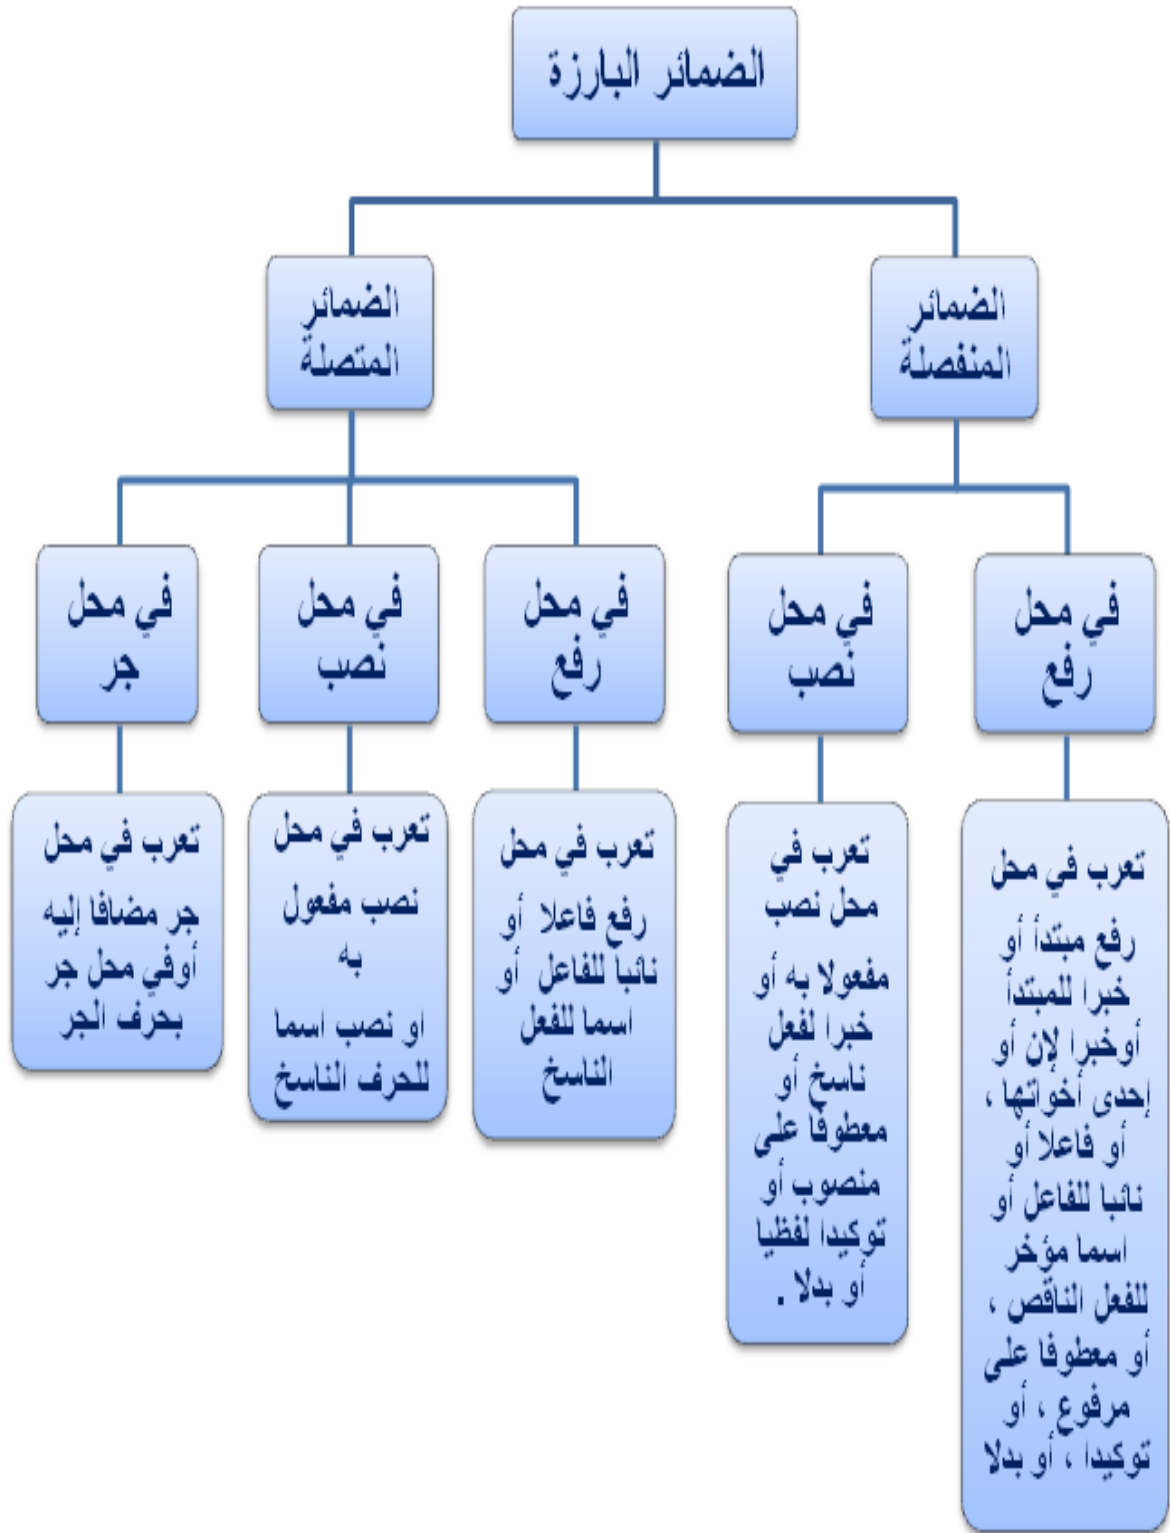 الضمائر البارزة
الضمائر
المنفصلة
الضمائر
المتصلة
في محل
رفع
في محل
نصب
في محل
رفع
في محل
نصب
في محل
جر
تعرب في محل
رفع مبتدأ أو
خبرا للمبتدأ
أوخبرا لإن أو
إحدى أخواتها ،
أو فاعلا أو
نائبا للفاعل أو
اسما مؤخر
للفعل الناقص ،
أو معطوفا على
مرفوع ، أو
توكيدا ، أو بدلا
تعرب في
محل نصب
مفعولا به أو
خبرا لفعل
ناسخ أو
معطوفا على
منصوب أو
توكيدا لفظيا
أو بدلا .
تعرب في محل
رفع فاعلا أو
نائبا للفاعل أو
اسما للفعل
الناسخ
تعرب في محل
نصب مفعول
به
او نصب اسما
للحرف الناسخ
تعرب في محل
جر مضافا إليه
أوفي محل جر
بحرف الجر